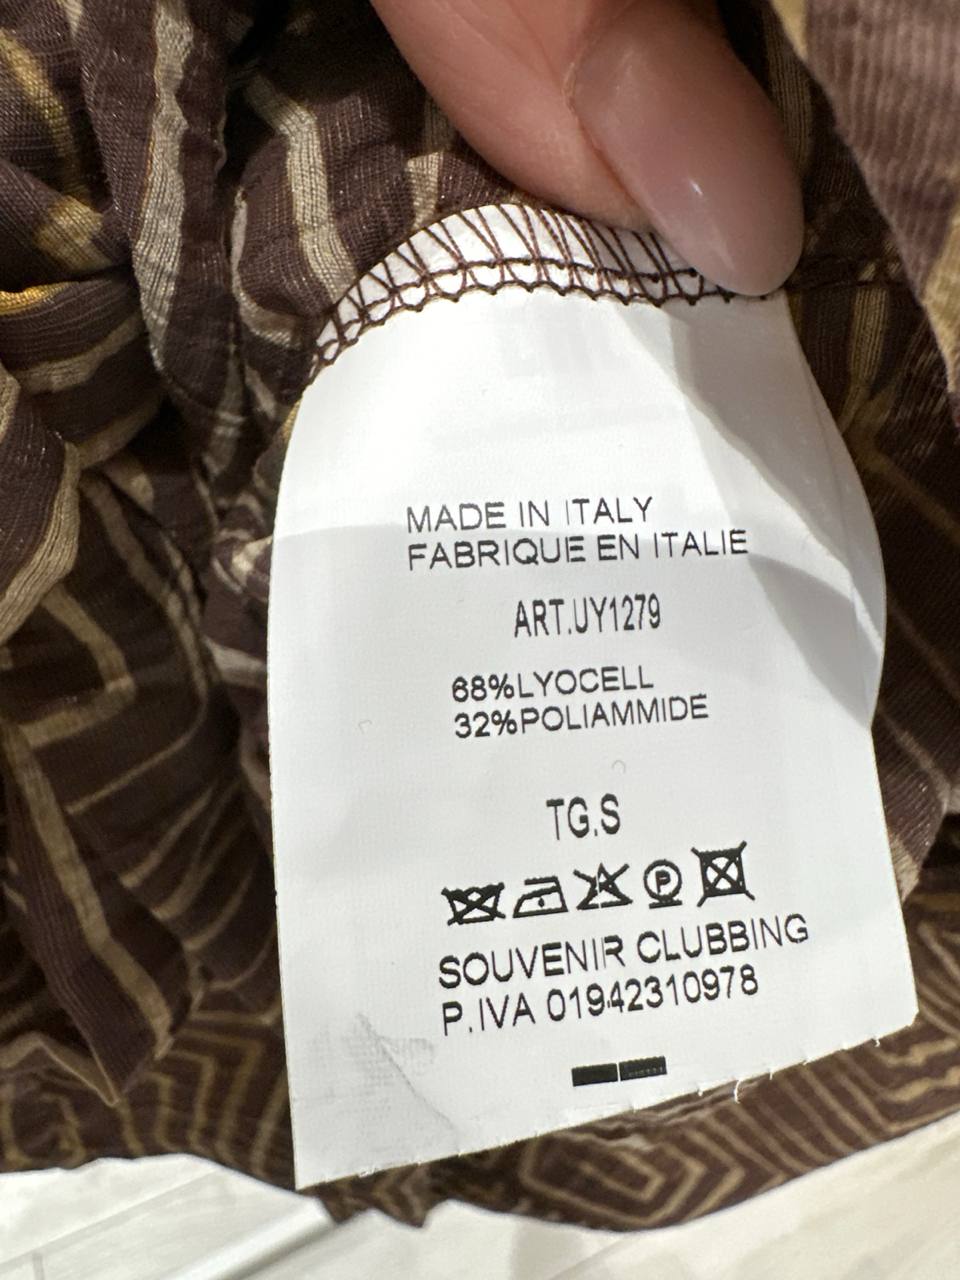 MADE IN ITALY
FABRIQUE EN ITALIE
ART.UY1279
68%LYOCELL
32%POLIAMMIDE
TG.S
P
SOUVENIR CLUBBING
P.IVA 01942310978